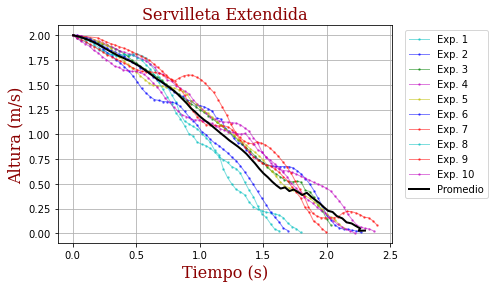 Servilleta Extendida
Altura (m/s)
2.00
1.75
1.50
1.25
1.00
0.75
0.50
0.25
0.00
0.0 0.5 1.0 1.5 2.0 2.5
Tiempo (s)
Exp. 1
Exp. 2
Exp. 3
Exp. 4
Exp. 5
Exp. 6
Exp. 7
Exp. 8
Exp. 9
Exp. 10
Promedio